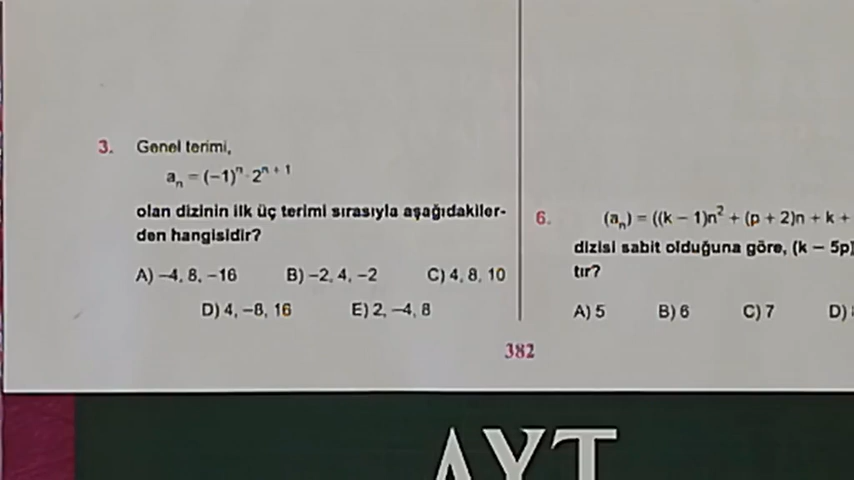 3. Genel terimi,
aₙ = (−1)ⁿ · 2ⁿ⁺¹
olan dizinin ilk üç terimi sırasıyla aşağıdakiler-
den hangisidir?
A) −4, 8, −16 B) −2, 4, −2 C) 4, 8, 10
D) 4, −8, 16 E) 2, −4, 8
6. (aₙ) = ((k − 1)n² + (p + 2)n + k +
dizisi sabit olduğuna göre, (k − 5p)
tır?
A) 5 B) 6 C) 7 D)
382
AYT